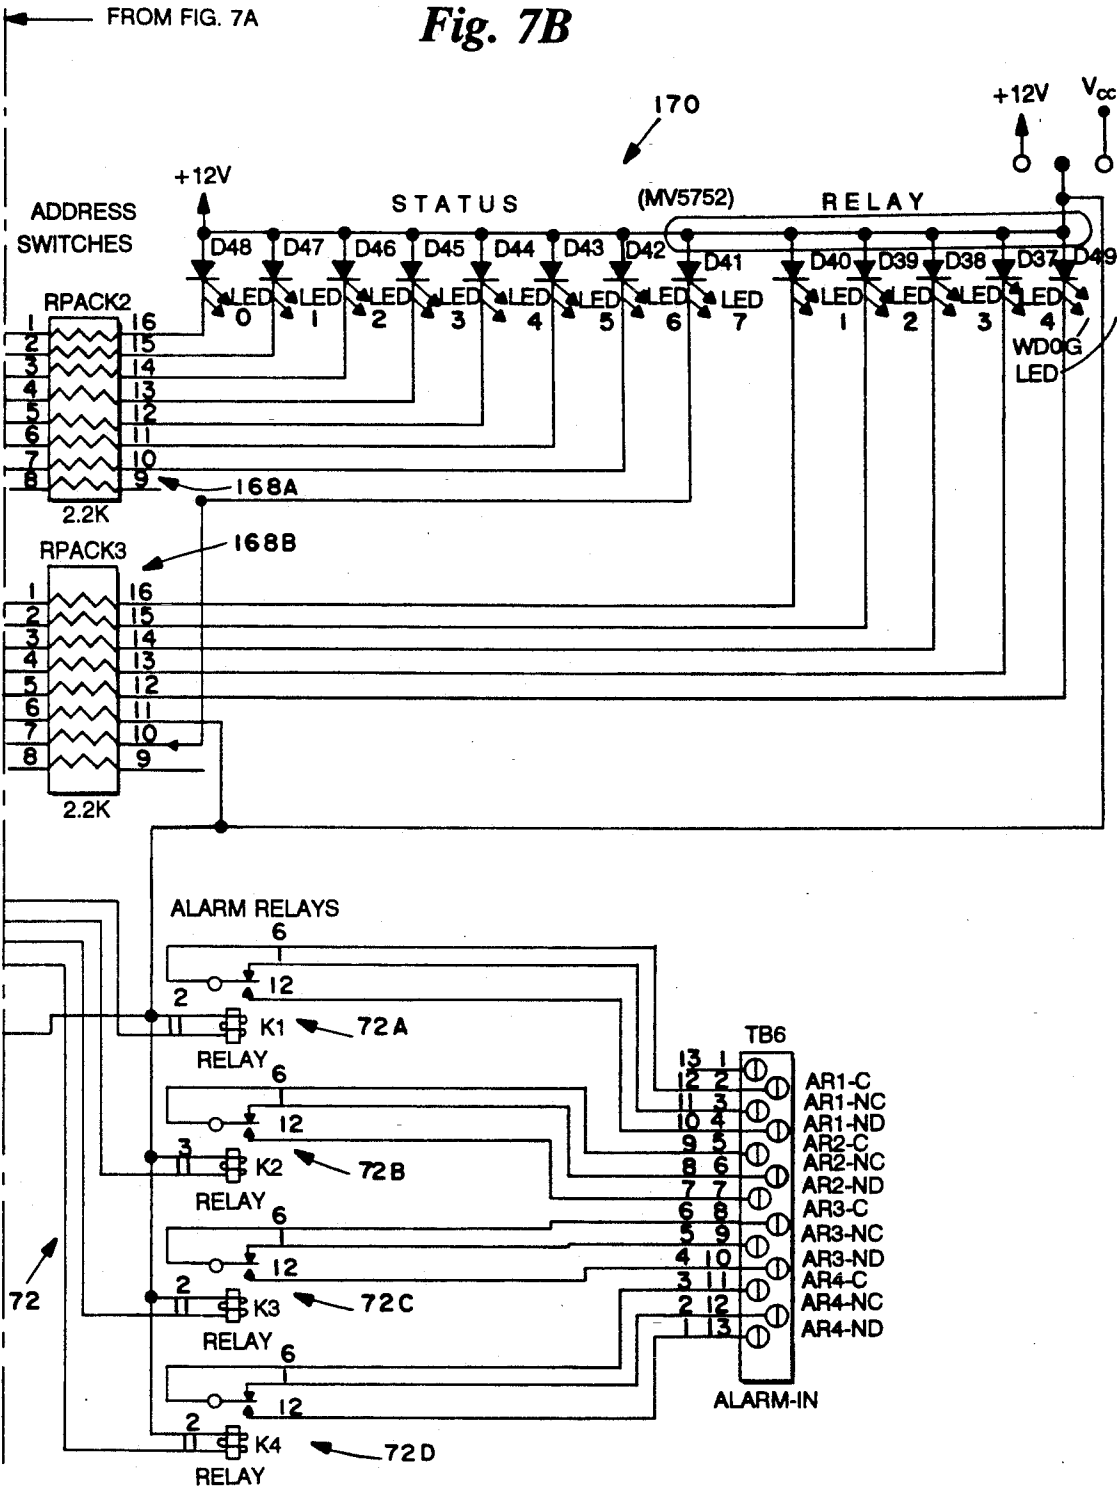 FROM FIG. 7A
Fig. 7B
170
+12V
Vcc
+12V
STATUS
(MV5752)
RELAY
ADDRESS
SWITCHES
D48
D47
D46
D45
D44
D43
D42
D41
D40
D39
D38
D37
D49
LED
0
LED
1
LED
2
LED
3
LED
4
LED
5
LED
6
LED
7
LED
1
LED
2
LED
3
LED
4
WD0G
LED
RPACK2
1 16
2 15
3 14
4 13
5 12
6 11
7 10
8 9
168A
2.2K
RPACK3
168B
1 16
2 15
3 14
4 13
5 12
6 11
7 10
8 9
2.2K
ALARM RELAYS
6
1
12
2
K1
72A
RELAY
6
1
12
3
K2
72B
RELAY
6
1
12
2
K3
72C
RELAY
6
1
12
2
K4
72D
RELAY
72
TB6
13 1
12 2 AR1-C
11 3 AR1-NC
10 4 AR1-ND
9 5 AR2-C
8 6 AR2-NC
7 7 AR2-ND
6 8 AR3-C
5 9 AR3-NC
4 10 AR3-ND
3 11 AR4-C
2 12 AR4-NC
1 13 AR4-ND
ALARM-IN